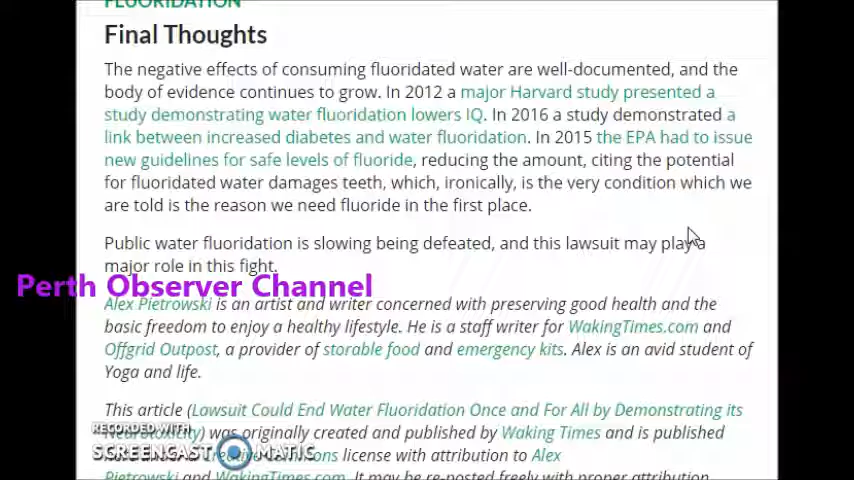 FLUORIDATION
Final Thoughts
The negative effects of consuming fluoridated water are well-documented, and the
body of evidence continues to grow. In 2012 a major Harvard study presented a
study demonstrating water fluoridation lowers IQ. In 2016 a study demonstrated a
link between increased diabetes and water fluoridation. In 2015 the EPA had to issue
new guidelines for safe levels of fluoride, reducing the amount, citing the potential
for fluoridated water damages teeth, which, ironically, is the very condition which we
are told is the reason we need fluoride in the first place.
Public water fluoridation is slowing being defeated, and this lawsuit may play a
major role in this fight.
Perth Observer Channel
Alex Pietrowski is an artist and writer concerned with preserving good health and the
basic freedom to enjoy a healthy lifestyle. He is a staff writer for WakingTimes.com and
Offgrid Outpost, a provider of storable food and emergency kits. Alex is an avid student of
Yoga and life.
This article (Lawsuit Could End Water Fluoridation Once and For All by Demonstrating its
RECORDED WITH
Neurotoxicity) was originally created and published by Waking Times and is published
SCREENCAST MATIC
Commons license with attribution to Alex
Pietrowski and WakingTimes.com. It may be re-posted freely with proper attribution,